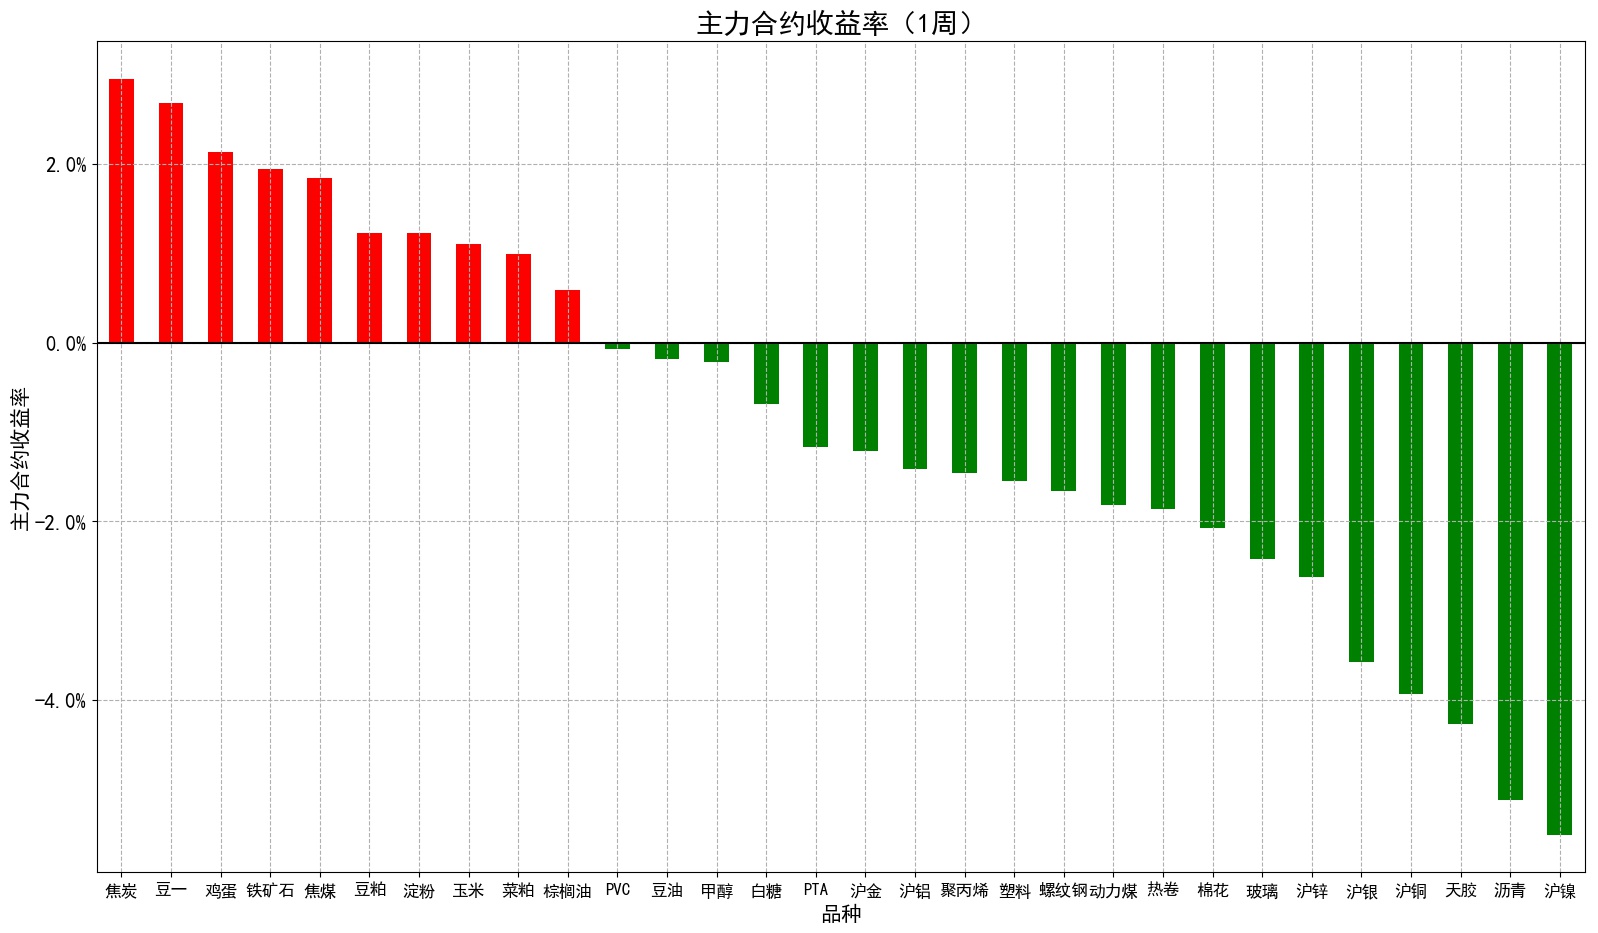 主力合约收益率（1周）
主力合约收益率
2.0%
0.0%
-2.0%
-4.0%
焦炭 豆一 鸡蛋 铁矿石 焦煤 豆粕 淀粉 玉米 菜粕 棕榈油 PVC 豆油 甲醇 白糖 PTA 沪金 沪铝 聚丙烯 塑料 螺纹钢 动力煤 热卷 棉花 玻璃 沪锌 沪银 沪铜 天胶 沥青 沪镍
品种